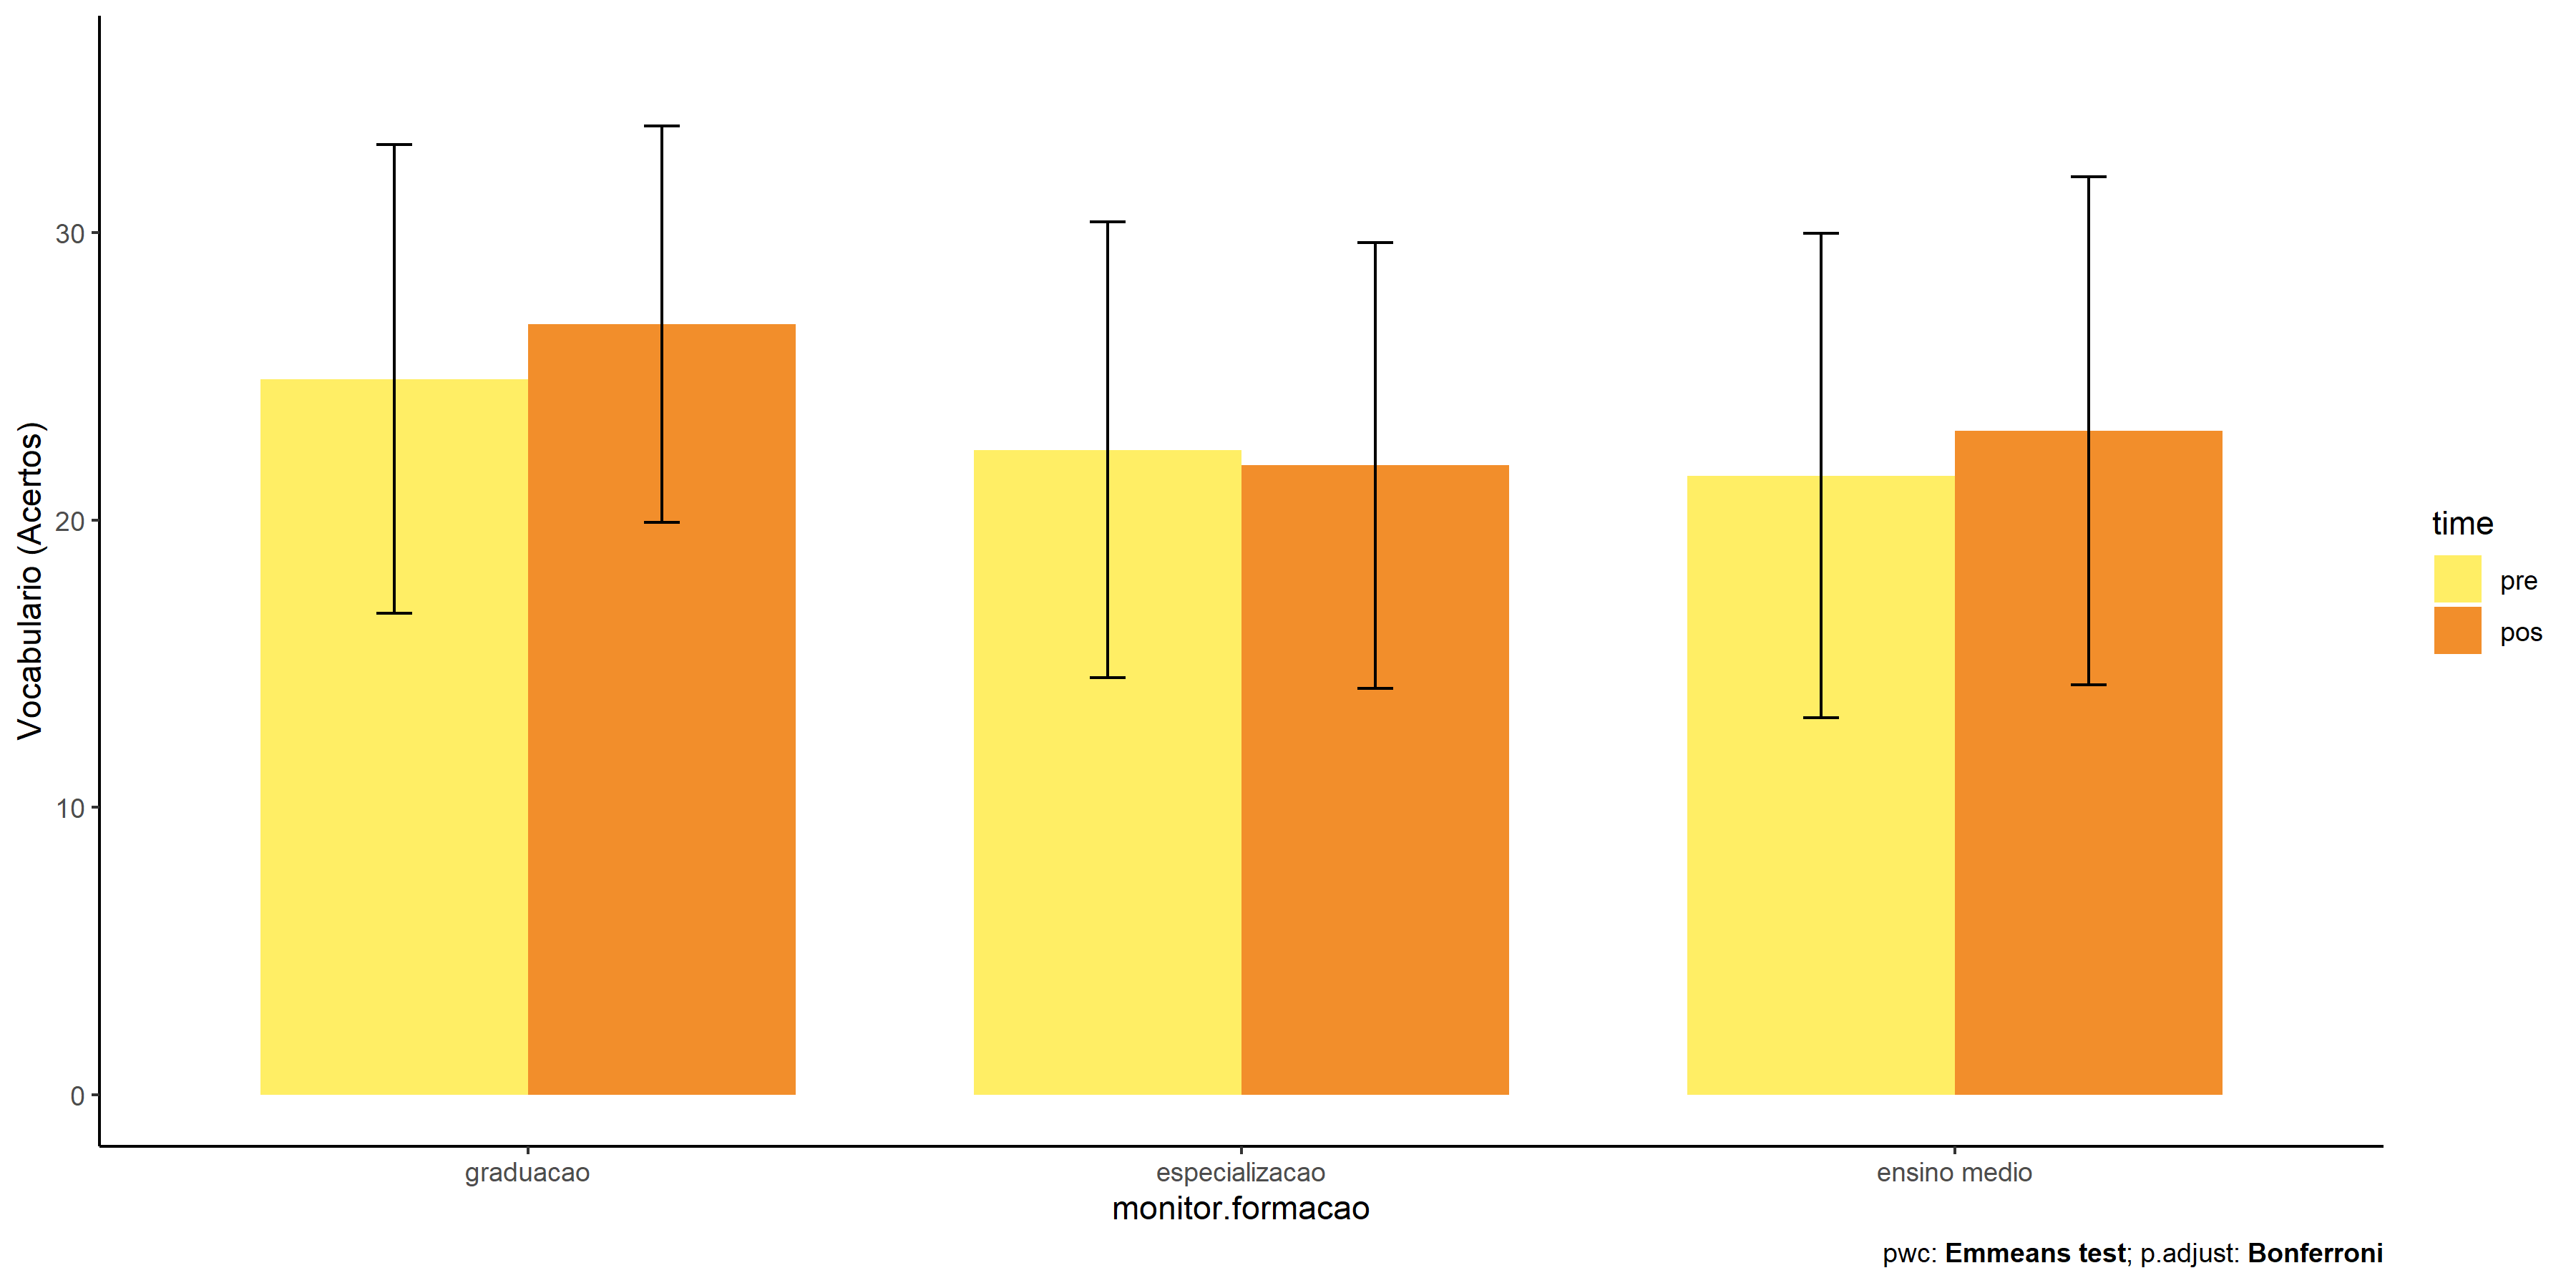 Vocabulario (Acertos)
30
20
10
0
graduacao
especializacao
ensino medio
monitor.formacao
time
pre
pos
pwc: Emmeans test; p.adjust: Bonferroni